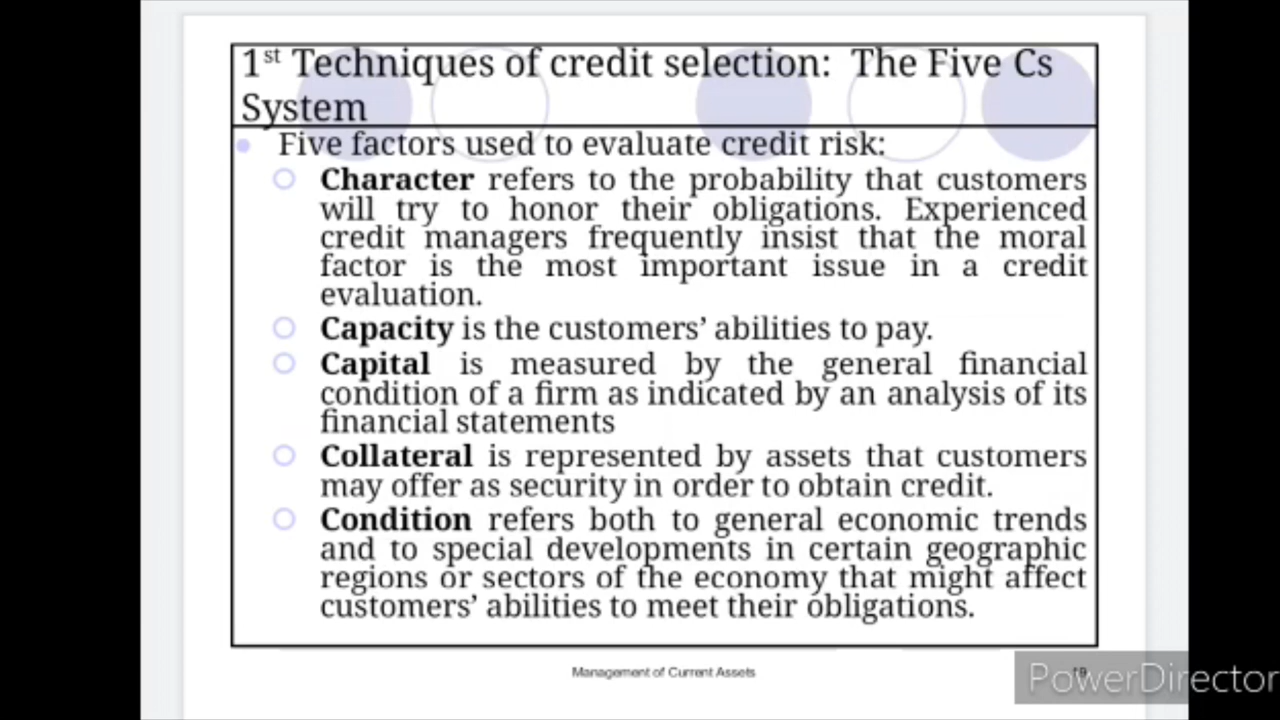 1st Techniques of credit selection: The Five Cs
System
Five factors used to evaluate credit risk:
Character refers to the probability that customers
will try to honor their obligations. Experienced
credit managers frequently insist that the moral
factor is the most important issue in a credit
evaluation.
Capacity is the customers’ abilities to pay.
Capital is measured by the general financial
condition of a firm as indicated by an analysis of its
financial statements
Collateral is represented by assets that customers
may offer as security in order to obtain credit.
Condition refers both to general economic trends
and to special developments in certain geographic
regions or sectors of the economy that might affect
customers’ abilities to meet their obligations.
Management of Current Assets
PowerDirector